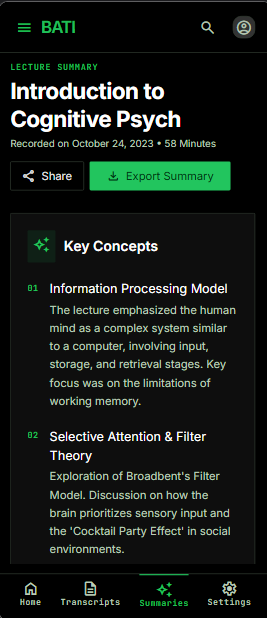 BATI
LECTURE SUMMARY
Introduction to
Cognitive Psych
Recorded on October 24, 2023 • 58 Minutes
Share
Export Summary
Key Concepts
01 Information Processing Model
The lecture emphasized the human
mind as a complex system similar
to a computer, involving input,
storage, and retrieval stages. Key
focus was on the limitations of
working memory.
02 Selective Attention & Filter
Theory
Exploration of Broadbent's Filter
Model. Discussion on how the
brain prioritizes sensory input and
the 'Cocktail Party Effect' in social
environments.
Home
Transcripts
Summaries
Settings